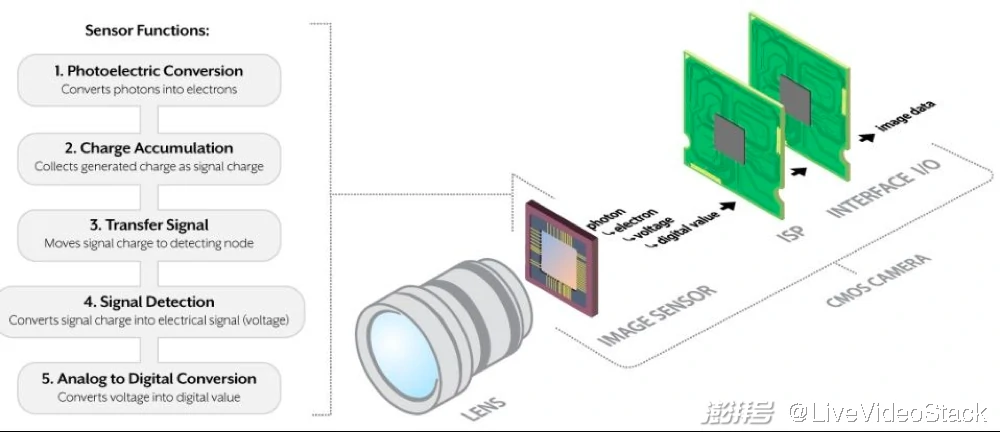 Sensor Functions:
1. Photoelectric Conversion
Converts photons into electrons
2. Charge Accumulation
Collects generated charge as signal charge
3. Transfer Signal
Moves signal charge to detecting node
4. Signal Detection
Converts signal charge into electrical signal (voltage)
5. Analog to Digital Conversion
Converts voltage into digital value
photon
electron
voltage
digital value
image data
INTERFACE I/O
ISP
IMAGE SENSOR
CMOS CAMERA
LENS
澎湃号 @LiveVideoStack